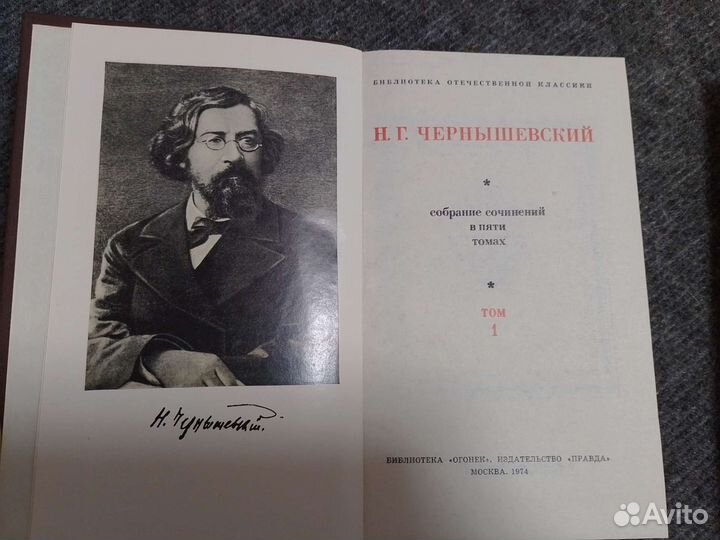 Н. Чернышевский.
БИБЛИОТЕКА ОТЕЧЕСТВЕННОЙ КЛАССИКИ
Н. Г. ЧЕРНЫШЕВСКИЙ
*
собрание сочинений
в пяти
томах
*
ТОМ
1
БИБЛИОТЕКА «ОГОНЕК». ИЗДАТЕЛЬСТВО «ПРАВДА»
МОСКВА. 1974
Avito